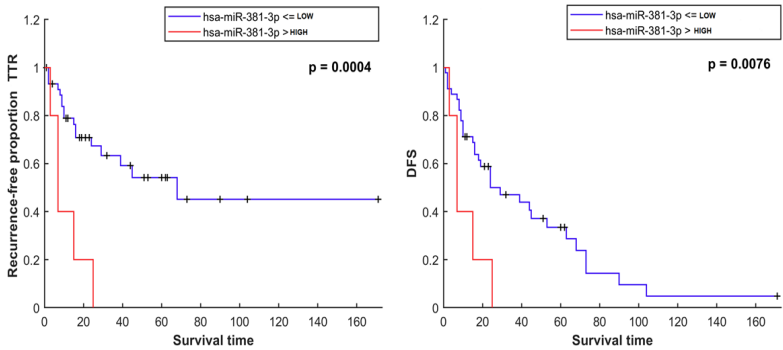 hsa-miR-381-3p <= LOW
hsa-miR-381-3p > HIGH
p = 0.0004
Recurrence-free proportion TTR
1.2
1
0.8
0.6
0.4
0.2
0
0 20 40 60 80 100 120 140 160
Survival time
hsa-miR-381-3p <= LOW
hsa-miR-381-3p > HIGH
p = 0.0076
DFS
1.2
1
0.8
0.6
0.4
0.2
0
0 20 40 60 80 100 120 140 160
Survival time